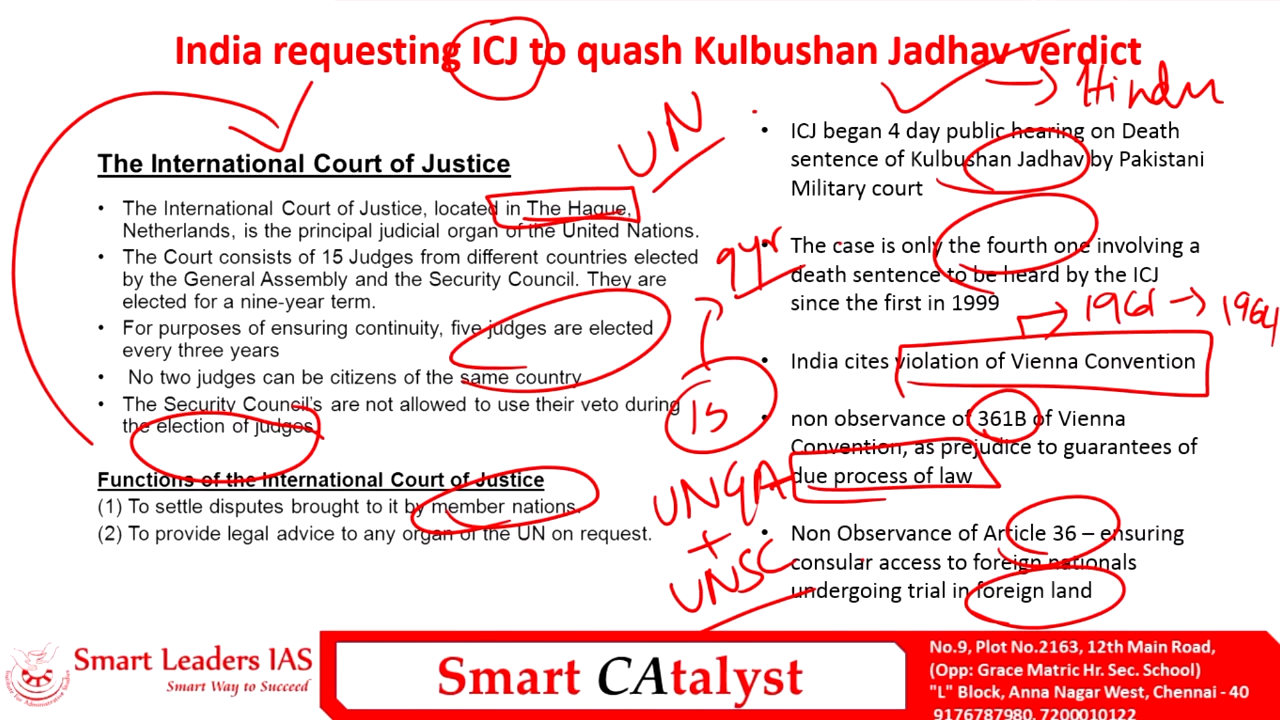 India requesting ICJ to quash Kulbushan Jadhav verdict
Hindu
UN
The International Court of Justice
• The International Court of Justice, located in The Hague,
Netherlands, is the principal judicial organ of the United Nations.
• The Court consists of 15 Judges from different countries elected
by the General Assembly and the Security Council. They are
elected for a nine-year term.
• For purposes of ensuring continuity, five judges are elected
every three years
• No two judges can be citizens of the same country
• The Security Council's are not allowed to use their veto during
the election of judges.
Functions of the International Court of Justice
(1) To settle disputes brought to it by member nations.
(2) To provide legal advice to any organ of the UN on request.
9yr
15
UNGA
+
UNSC
• ICJ began 4 day public hearing on Death
sentence of Kulbushan Jadhav by Pakistani
Military court
• The case is only the fourth one involving a
death sentence to be heard by the ICJ
since the first in 1999
1961 → 1964
• India cites violation of Vienna Convention
• non observance of 361B of Vienna
Convention, as prejudice to guarantees of
due process of law
• Non Observance of Article 36 – ensuring
consular access to foreign nationals
undergoing trial in foreign land
Smart Leaders IAS
Smart Way to Succeed
Smart CAtalyst
No.9, Plot No.2163, 12th Main Road,
(Opp: Grace Matric Hr. Sec. School)
"L" Block, Anna Nagar West, Chennai - 40
9176787980, 7200010122